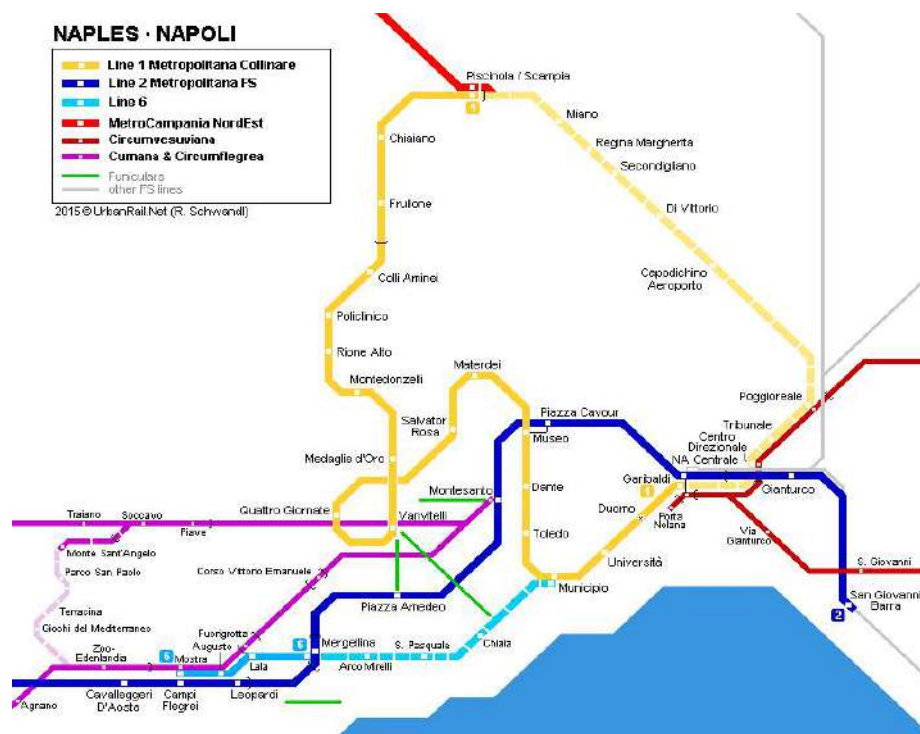 NAPLES · NAPOLI
Line 1 Metropolitana Collinare
Line 2 Metropolitana FS
Line 6
MetroCampania NordEst
Circumvesuviana
Cumana & Circumflegrea
Funiculars
other FS lines
2015 © UrbanRail.Net (R. Schwandl)
Piscinola / Scampia
1
Miano
Chiaiano
Regina Margherita
Secondigliano
Frullone
Di Vittorio
Colli Aminei
Capodichino
Aeroporto
Policlinico
Rione Alto
Materdei
Montedonzelli
Poggioreale
Salvator
Rosa
Piazza Cavour
Museo
Tribunale
Centro
Direzionale
NA Centrale
Medaglie d'Oro
Garibaldi
Gianturco
Montesanto
Dante
1
Duomo
Porta
Nolana
Quattro Giornate
Vanvitelli
Traiano
Soccavo
Piave
Toledo
Via
Gianturco
Monte Sant'Angelo
Università
S. Giovanni
Parco San Paolo
Corso Vittorio Emanuele
Municipio
Piazza Amedeo
San Giovanni
Barra
2
Terracina
Giochi del Mediterraneo
Fuorigrotta
Augusto
6
Mergellina
S. Pasquale
Chiaia
Zoo-
Edenlandia
6
Mostra
Lala
Arco Mirelli
Agnano
Cavalleggeri
D'Aosta
Campi
Flegrei
Leopardi